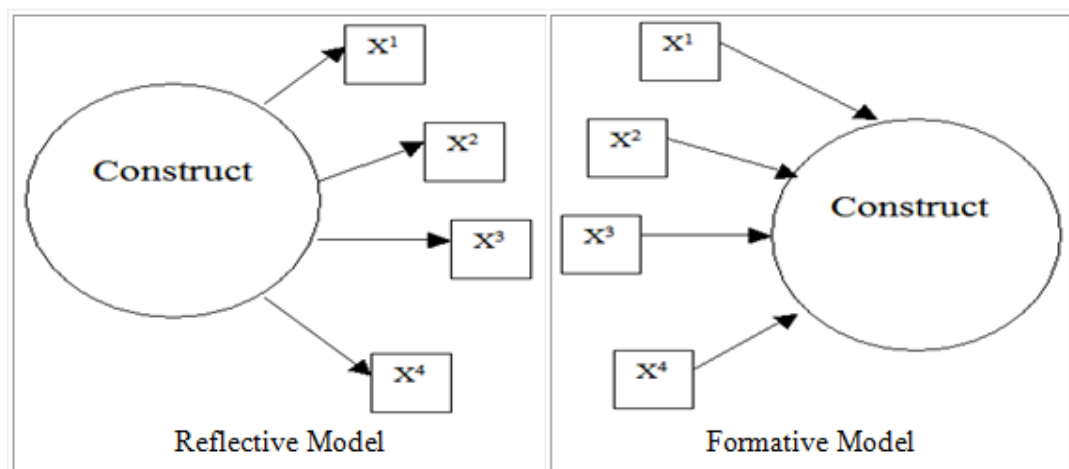 X¹
Construct
X²
X³
X⁴
Reflective Model
X¹
X²
Construct
X³
X⁴
Formative Model